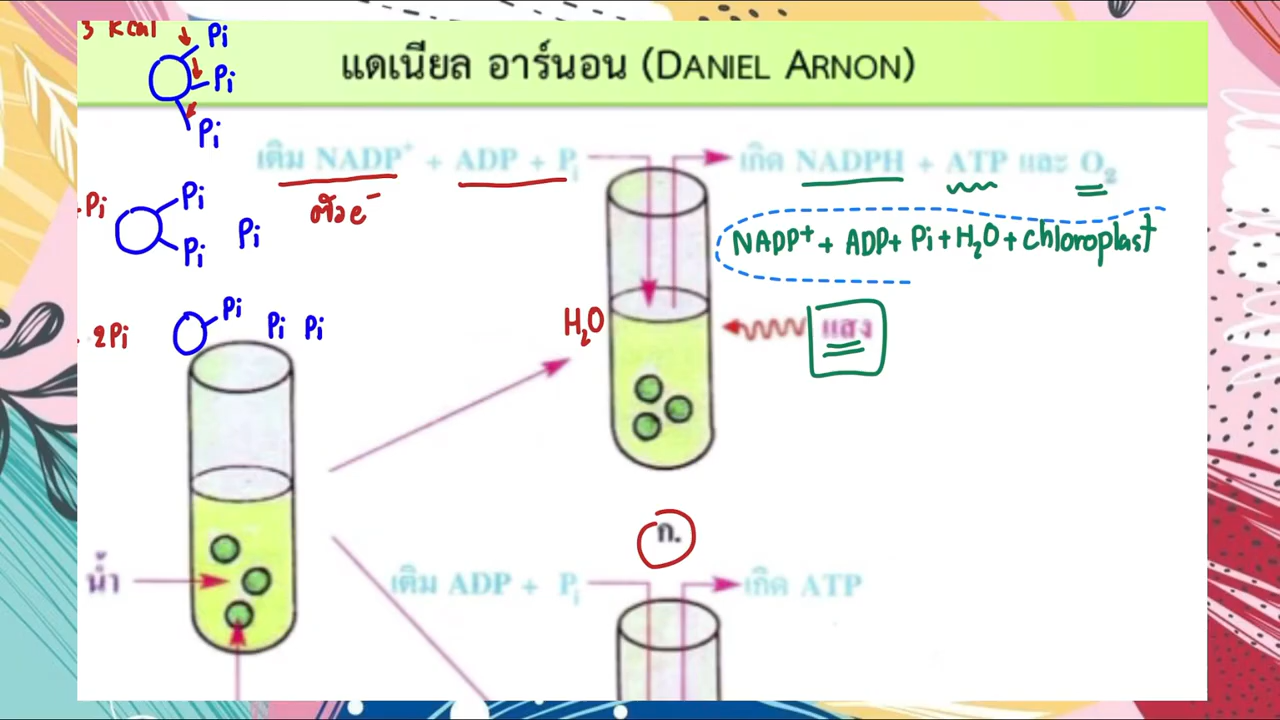 3 kcal
Pi
Pi
Pi
แดเนียล อาร์นอน (DANIEL ARNON)
เติม NADP⁺ + ADP + Pᵢ
เกิด NADPH + ATP และ O₂
ตัวe⁻
Pi
Pi
Pi
Pi
NADP⁺ + ADP + Pi + H₂O + chloroplast
H₂O
แสง
2Pi
Pi
Pi
Pi
ก.
น้ำ
เติม ADP + Pᵢ
เกิด ATP